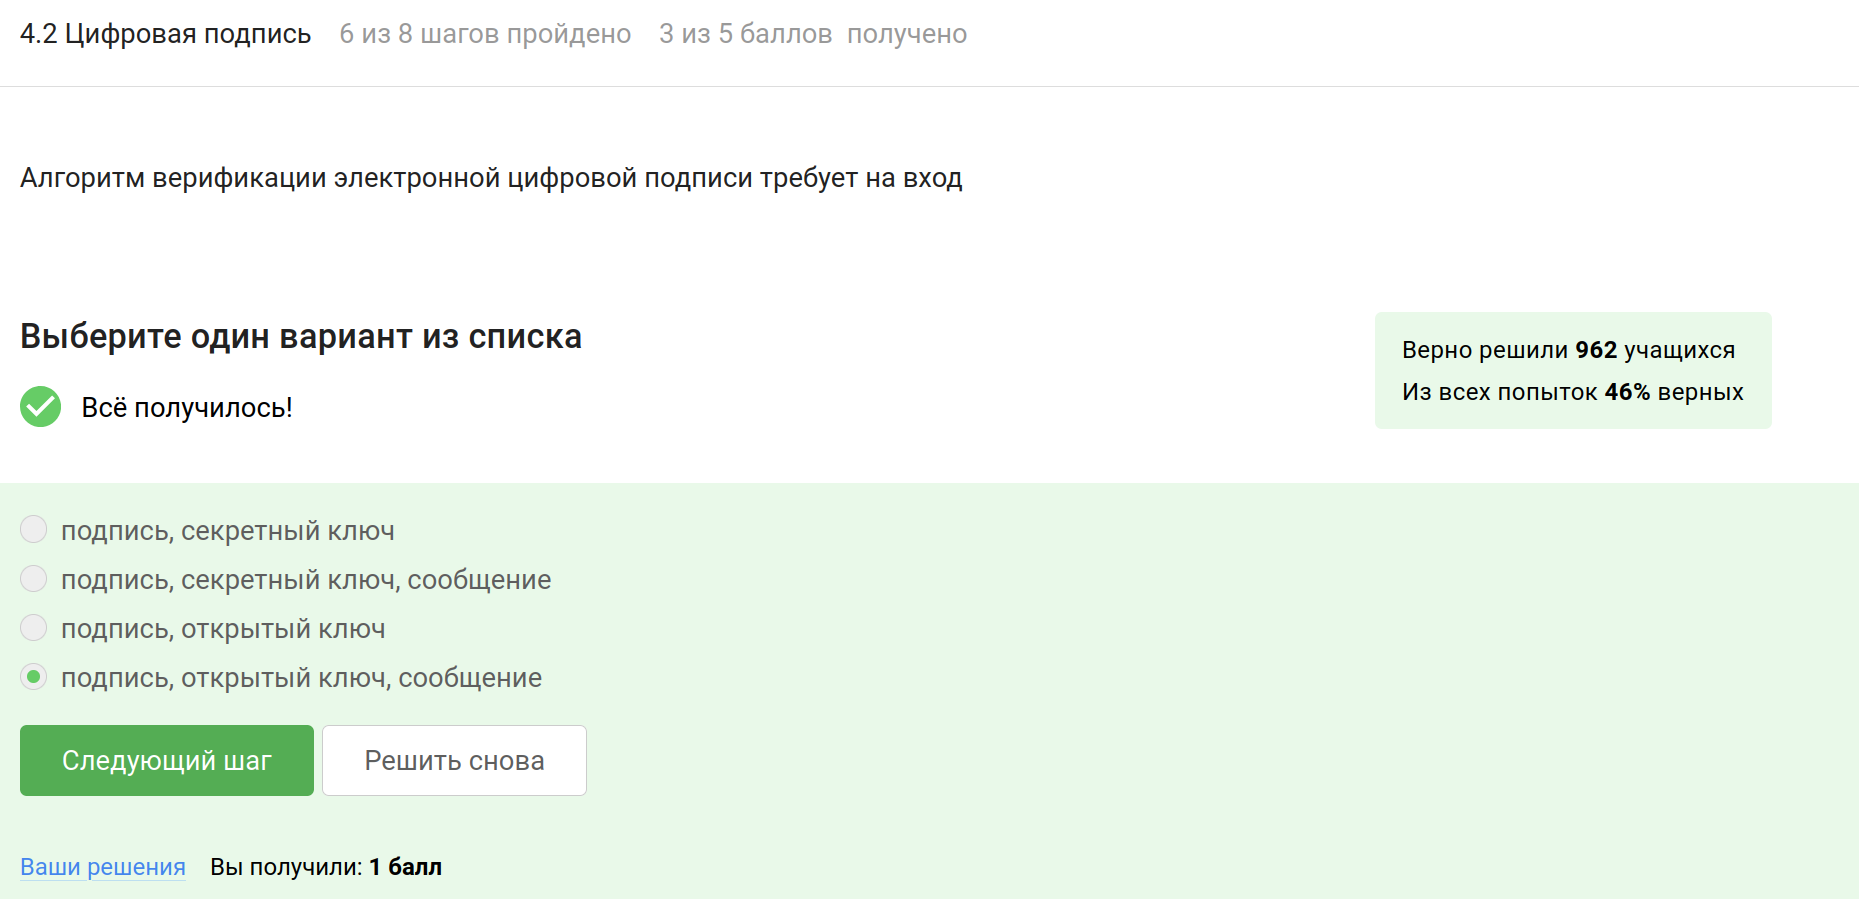 4.2 Цифровая подпись 6 из 8 шагов пройдено 3 из 5 баллов получено
Алгоритм верификации электронной цифровой подписи требует на вход
Выберите один вариант из списка
Верно решили 962 учащихся
Из всех попыток 46% верных
Всё получилось!
подпись, секретный ключ
подпись, секретный ключ, сообщение
подпись, открытый ключ
подпись, открытый ключ, сообщение
Следующий шаг Решить снова
Ваши решения Вы получили: 1 балл